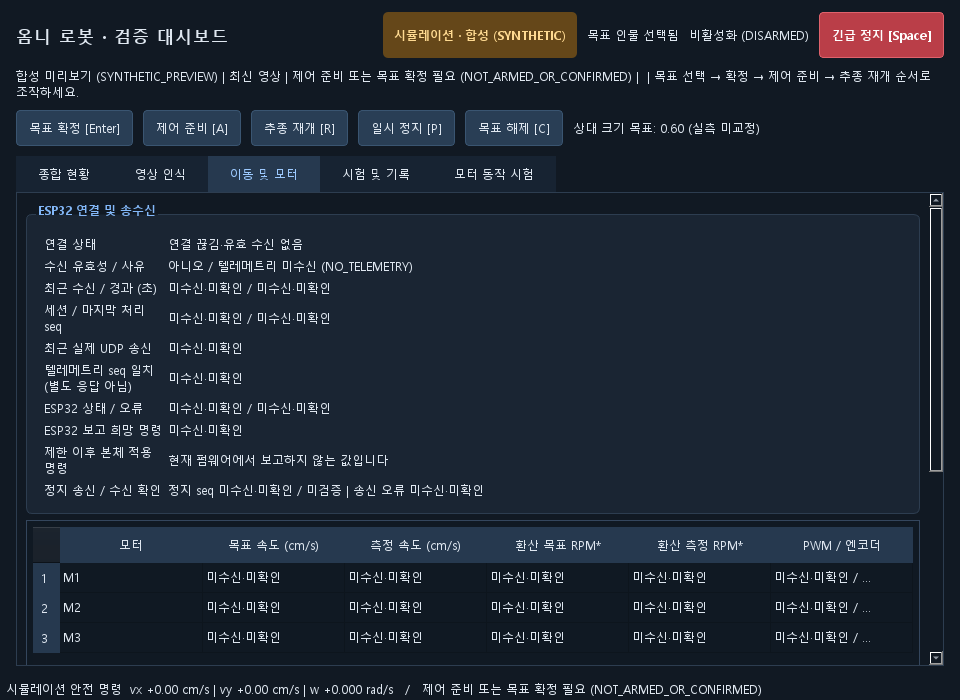 옴니 로봇 · 검증 대시보드
시뮬레이션 · 합성 (SYNTHETIC)
목표 인물 선택됨
비활성화 (DISARMED)
긴급 정지 [Space]
합성 미리보기 (SYNTHETIC_PREVIEW) | 최신 영상 | 제어 준비 또는 목표 확정 필요 (NOT_ARMED_OR_CONFIRMED) | | 목표 선택 → 확정 → 제어 준비 → 추종 재개 순서로
조작하세요.
목표 확정 [Enter]
제어 준비 [A]
추종 재개 [R]
일시 정지 [P]
목표 해제 [C]
상대 크기 목표: 0.60 (실측 미교정)
종합 현황
영상 인식
이동 및 모터
시험 및 기록
모터 동작 시험
ESP32 연결 및 송수신
연결 상태 연결 끊김·유효 수신 없음
수신 유효성 / 사유 아니오 / 텔레메트리 미수신 (NO_TELEMETRY)
최근 수신 / 경과 (초) 미수신·미확인 / 미수신·미확인
세션 / 마지막 처리
seq
미수신·미확인 / 미수신·미확인
최근 실제 UDP 송신 미수신·미확인
텔레메트리 seq 일치
(별도 응답 아님)
미수신·미확인
ESP32 상태 / 오류 미수신·미확인 / 미수신·미확인
ESP32 보고 희망 명령 미수신·미확인
제한 이후 본체 적용
명령
현재 펌웨어에서 보고하지 않는 값입니다
정지 송신 / 수신 확인 정지 seq 미수신·미확인 / 미검증 | 송신 오류 미수신·미확인
모터 목표 속도 (cm/s) 측정 속도 (cm/s) 환산 목표 RPM* 환산 측정 RPM* PWM / 엔코더
1 M1 미수신·미확인 미수신·미확인 미수신·미확인 미수신·미확인 미수신·미확인 / ...
2 M2 미수신·미확인 미수신·미확인 미수신·미확인 미수신·미확인 미수신·미확인 / ...
3 M3 미수신·미확인 미수신·미확인 미수신·미확인 미수신·미확인 미수신·미확인 / ...
시뮬레이션 안전 명령 vx +0.00 cm/s | vy +0.00 cm/s | w +0.000 rad/s / 제어 준비 또는 목표 확정 필요 (NOT_ARMED_OR_CONFIRMED)